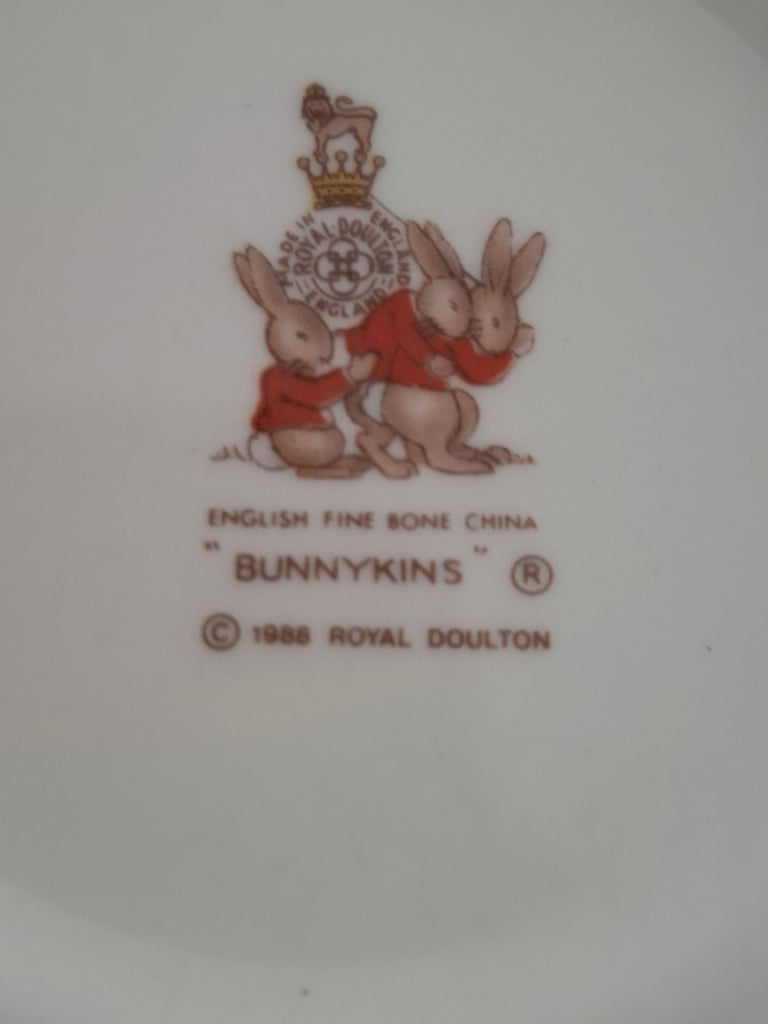 MADE IN ENGLAND
ROYAL DOULTON
ENGLAND
ENGLISH FINE BONE CHINA
"BUNNYKINS" ®
© 1988 ROYAL DOULTON